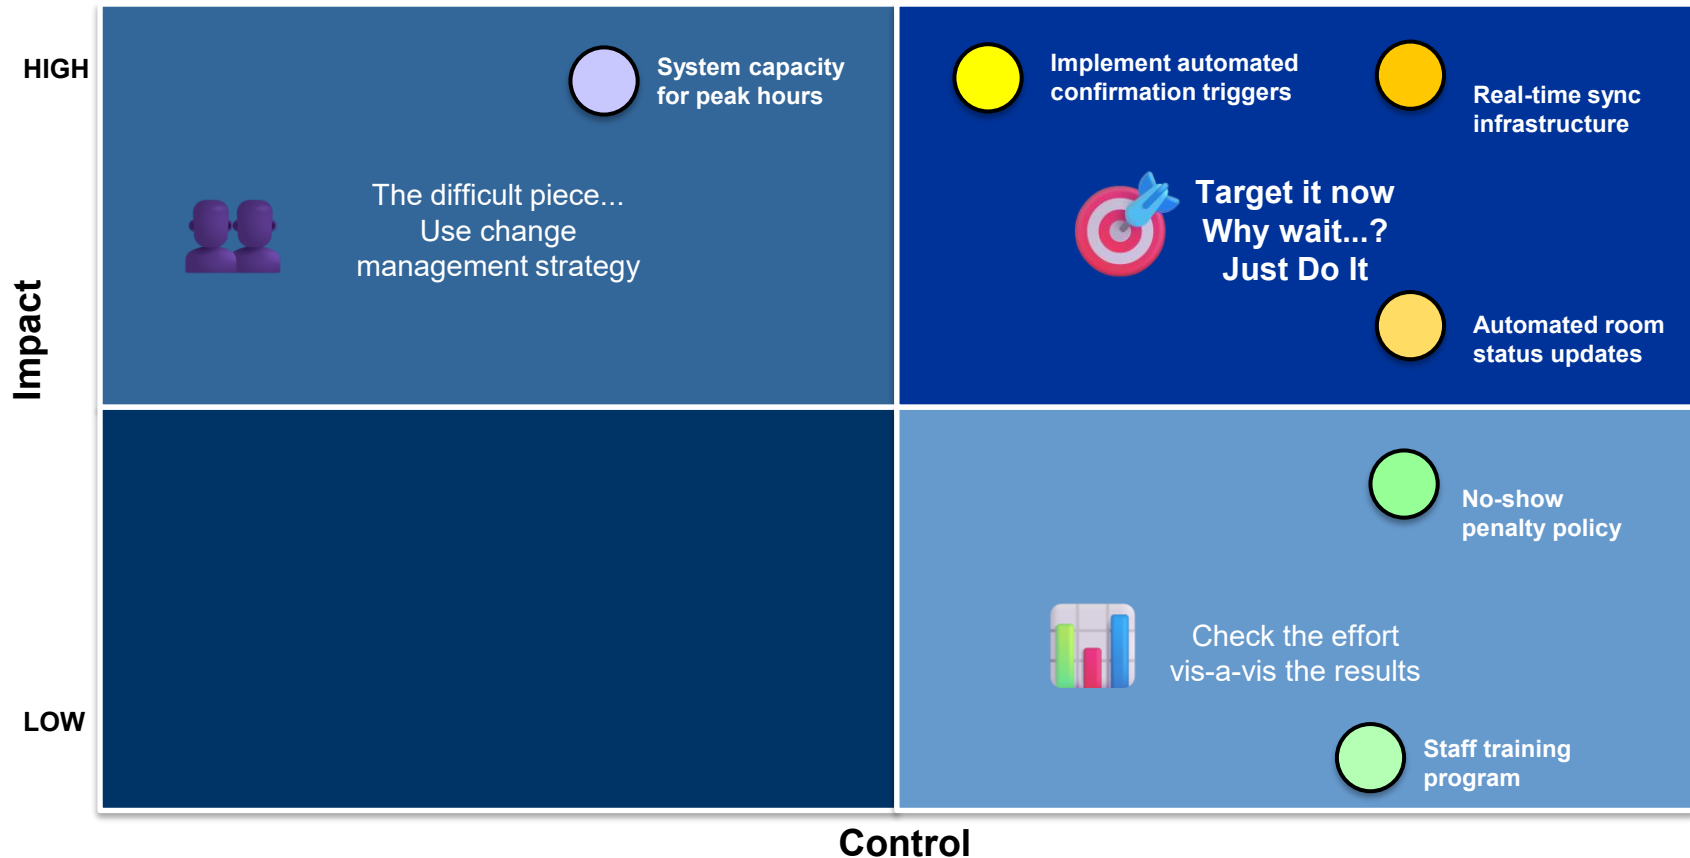 HIGH
System capacity
for peak hours
Implement automated
confirmation triggers
Real-time sync
infrastructure
The difficult piece...
Use change
management strategy
Target it now
Why wait...?
Just Do It
Impact
Automated room
status updates
No-show
penalty policy
Check the effort
vis-a-vis the results
LOW
Staff training
program
Control